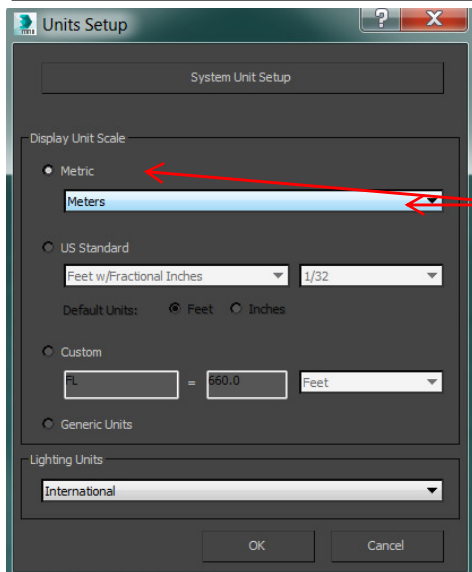 Units Setup
System Unit Setup
Display Unit Scale
Metric
Meters
US Standard
Feet w/Fractional Inches 1/32
Default Units: Feet Inches
Custom
FL = 660.0 Feet
Generic Units
Lighting Units
International
OK Cancel